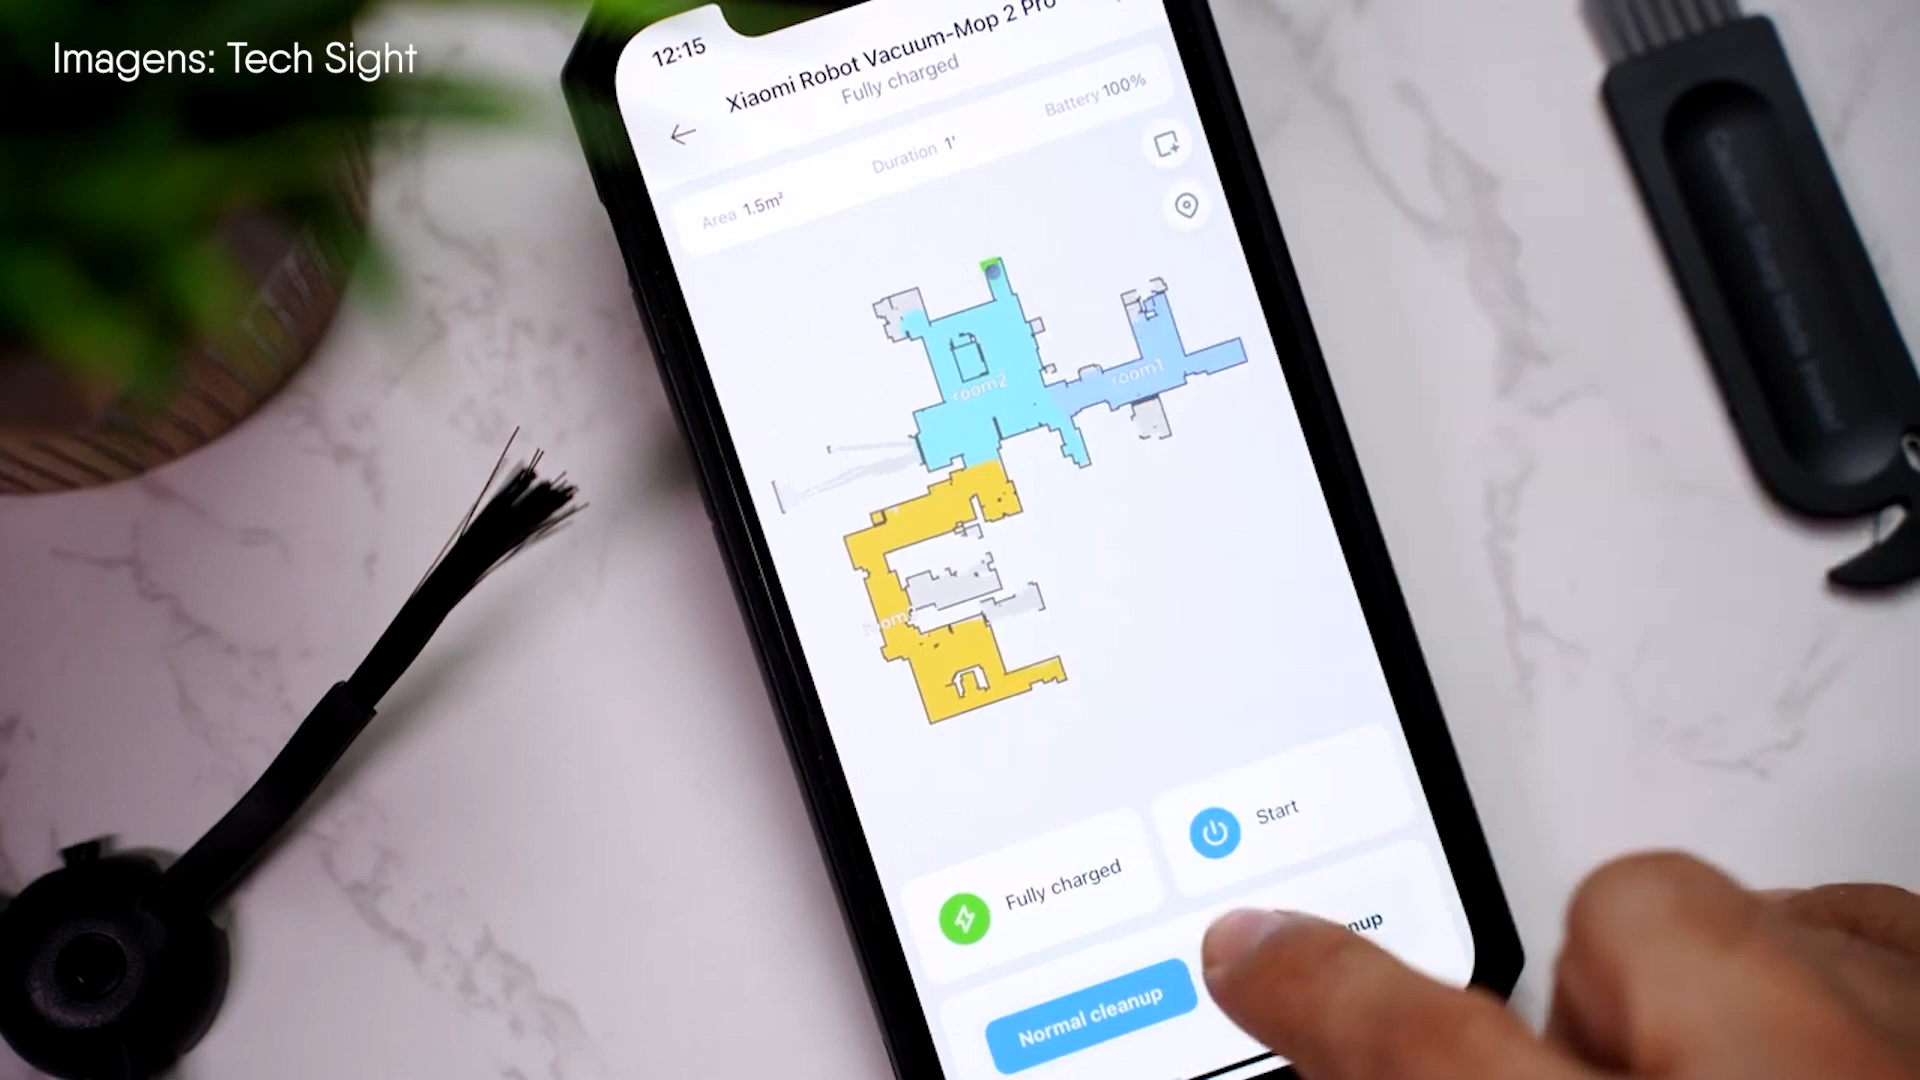 Imagens: Tech Sight
12:15
Xiaomi Robot Vacuum-Mop 2 Pro
Fully charged
Area 1.5m²
Duration 1'
Battery 100%
room2
room1
room
Fully charged
Start
Normal cleanup